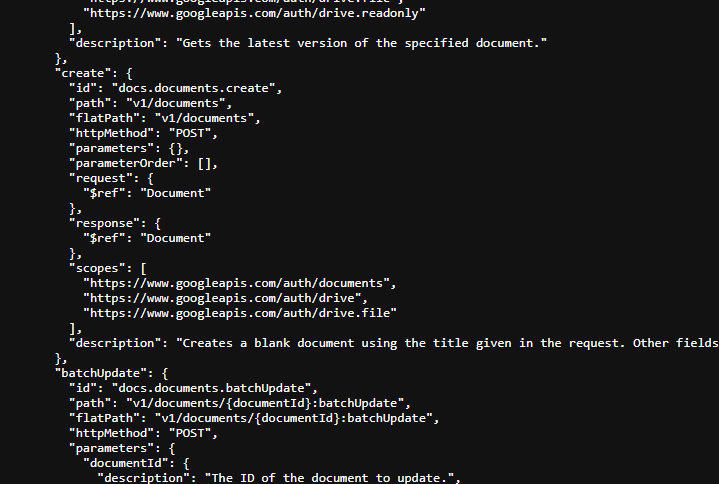 "https://www.googleapis.com/auth/drive.file",
"https://www.googleapis.com/auth/drive.readonly"
],
"description": "Gets the latest version of the specified document."
},
"create": {
"id": "docs.documents.create",
"path": "v1/documents",
"flatPath": "v1/documents",
"httpMethod": "POST",
"parameters": {},
"parameterOrder": [],
"request": {
"$ref": "Document"
},
"response": {
"$ref": "Document"
},
"scopes": [
"https://www.googleapis.com/auth/documents",
"https://www.googleapis.com/auth/drive",
"https://www.googleapis.com/auth/drive.file"
],
"description": "Creates a blank document using the title given in the request. Other fields
},
"batchUpdate": {
"id": "docs.documents.batchUpdate",
"path": "v1/documents/{documentId}:batchUpdate",
"flatPath": "v1/documents/{documentId}:batchUpdate",
"httpMethod": "POST",
"parameters": {
"documentId": {
"description": "The ID of the document to update.",